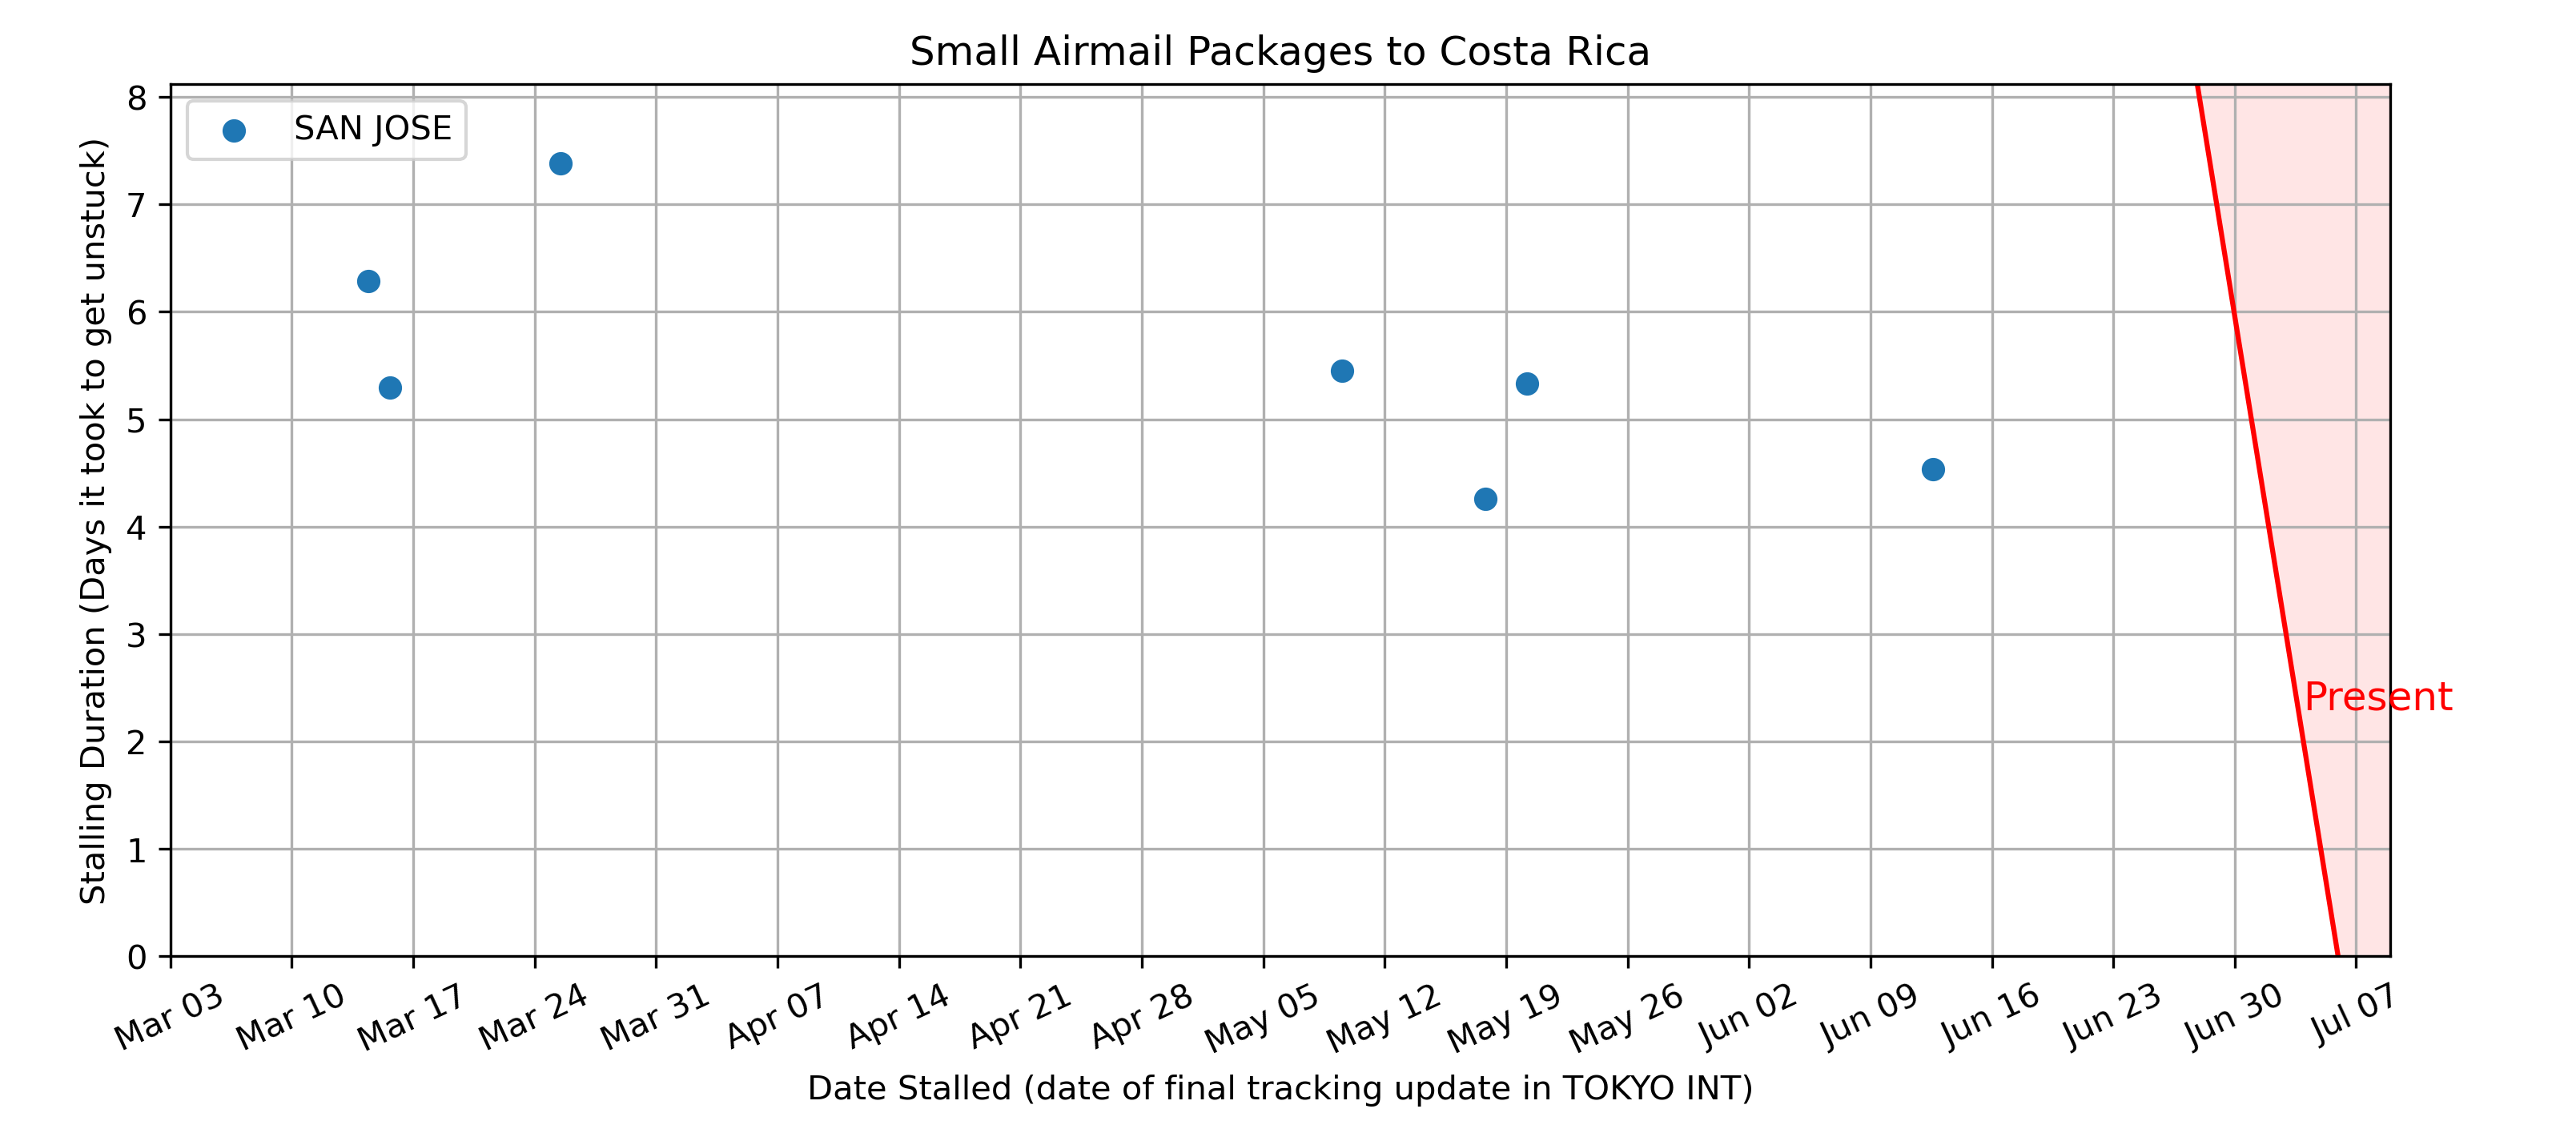 Small Airmail Packages to Costa Rica
SAN JOSE
Stalling Duration (Days it took to get unstuck)
8
7
6
5
4
3
2
1
0
Present
Mar 03 Mar 10 Mar 17 Mar 24 Mar 31 Apr 07 Apr 14 Apr 21 Apr 28 May 05 May 12 May 19 May 26 Jun 02 Jun 09 Jun 16 Jun 23 Jun 30 Jul 07
Date Stalled (date of final tracking update in TOKYO INT)